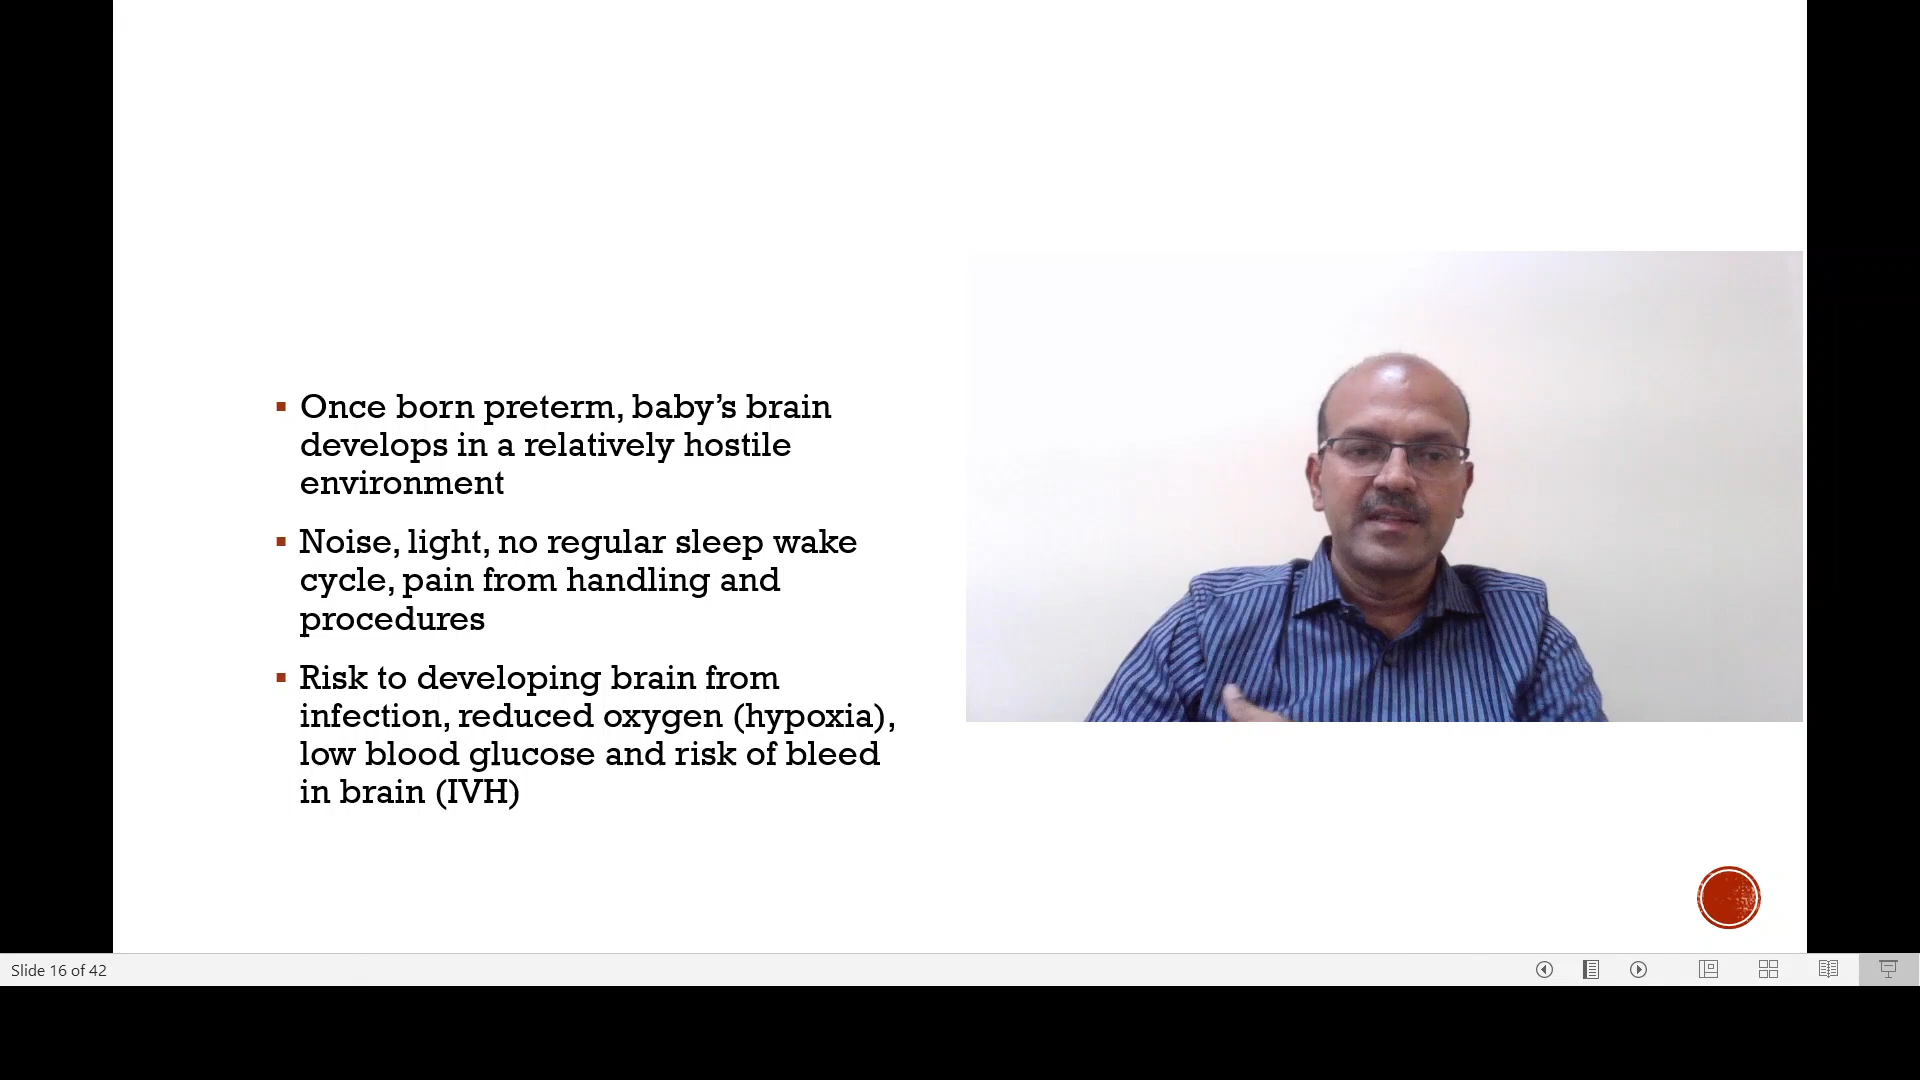 Once born preterm, baby’s brain
develops in a relatively hostile
environment
Noise, light, no regular sleep wake
cycle, pain from handling and
procedures
Risk to developing brain from
infection, reduced oxygen (hypoxia),
low blood glucose and risk of bleed
in brain (IVH)
Slide 16 of 42